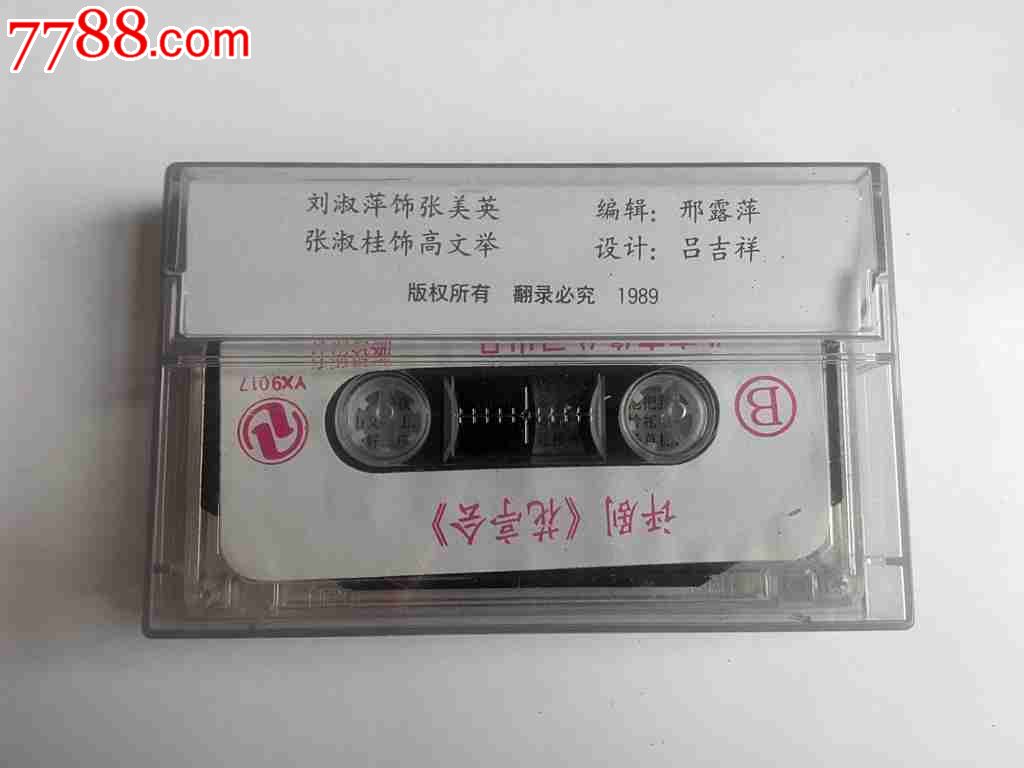 7788.com
刘淑萍饰张美英 编辑：邢露萍
张淑桂饰高文举 设计：吕吉祥
版权所有 翻录必究 1989
YX9017
B
评剧《花亭会》